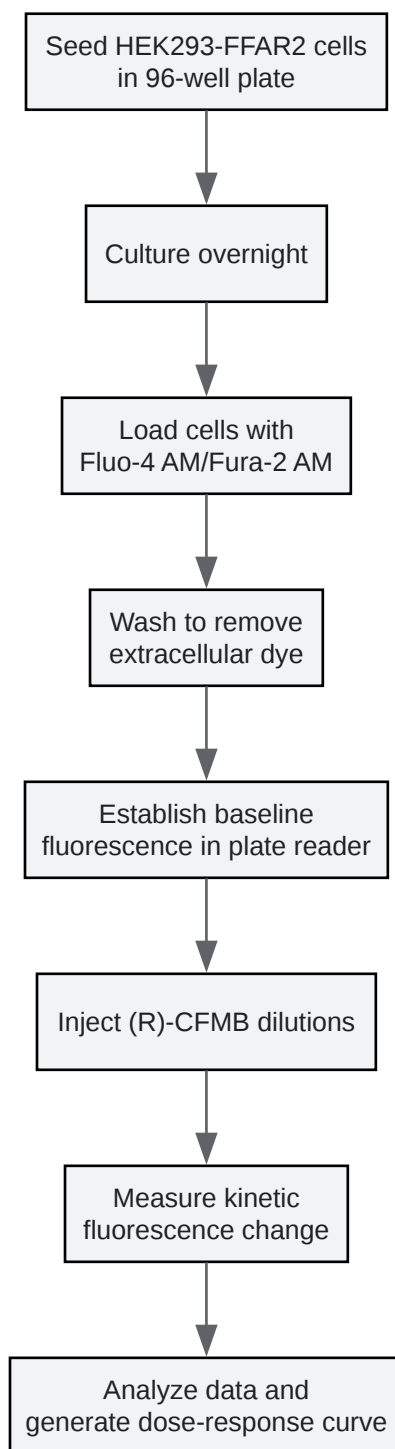 Seed HEK293-FFAR2 cells
in 96-well plate
Culture overnight
Load cells with
Fluo-4 AM/Fura-2 AM
Wash to remove
extracellular dye
Establish baseline
fluorescence in plate reader
Inject (R)-CFMB dilutions
Measure kinetic
fluorescence change
Analyze data and
generate dose-response curve